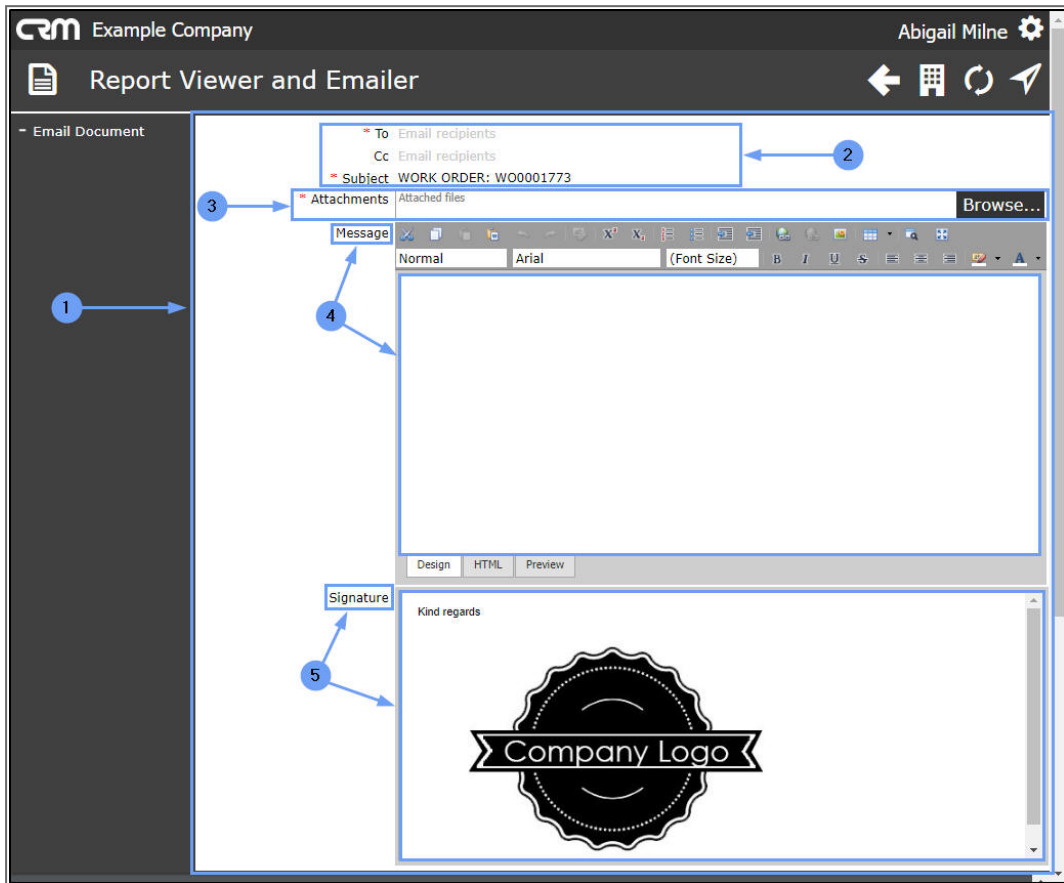 CRM Example Company Abigail Milne
Report Viewer and Emailer
- Email Document
* To Email recipients
Cc Email recipients
* Subject WORK ORDER: WO0001773
* Attachments Attached files Browse...
Message
Normal Arial (Font Size) B I U S A
Design HTML Preview
Signature
Kind regards
Company Logo
1
2
3
4
5